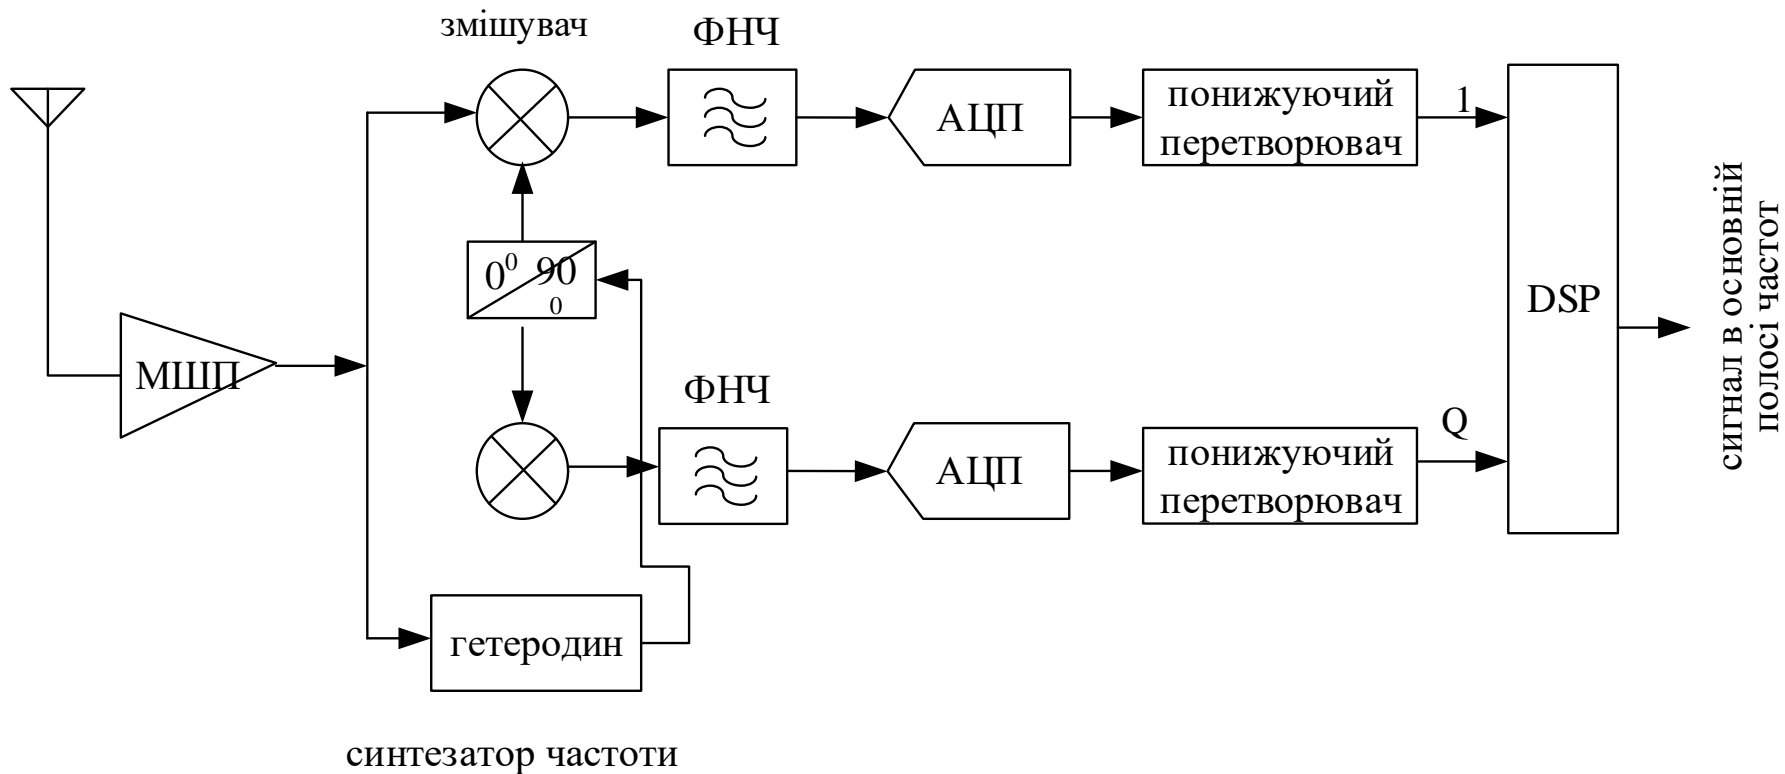 змішувач
ФНЧ
АЦП
понижуючий
перетворювач
1
0⁰ 90
0
МШП
DSP
сигнал в основній
полосі частот
ФНЧ
АЦП
понижуючий
перетворювач
Q
гетеродин
синтезатор частоти